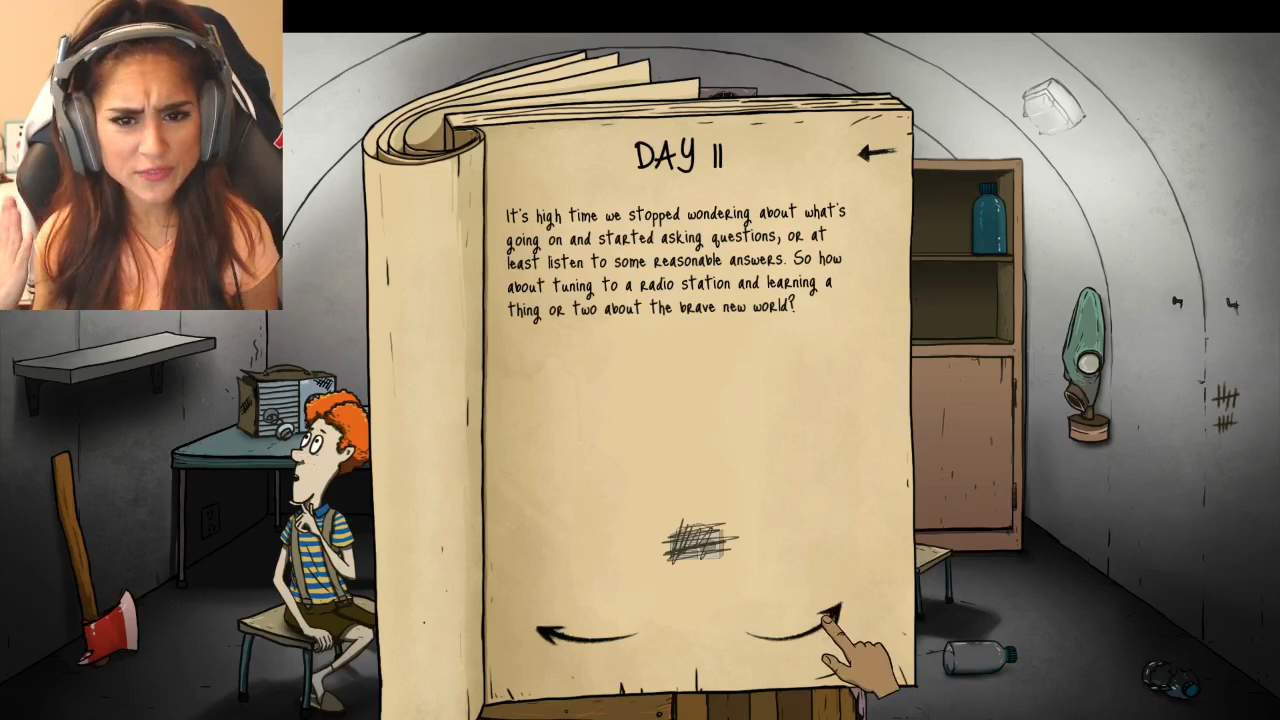 DAY 11
It's high time we stopped wondering about what's
going on and started asking questions, or at
least listen to some reasonable answers. So how
about tuning to a radio station and learning a
thing or two about the brave new world?